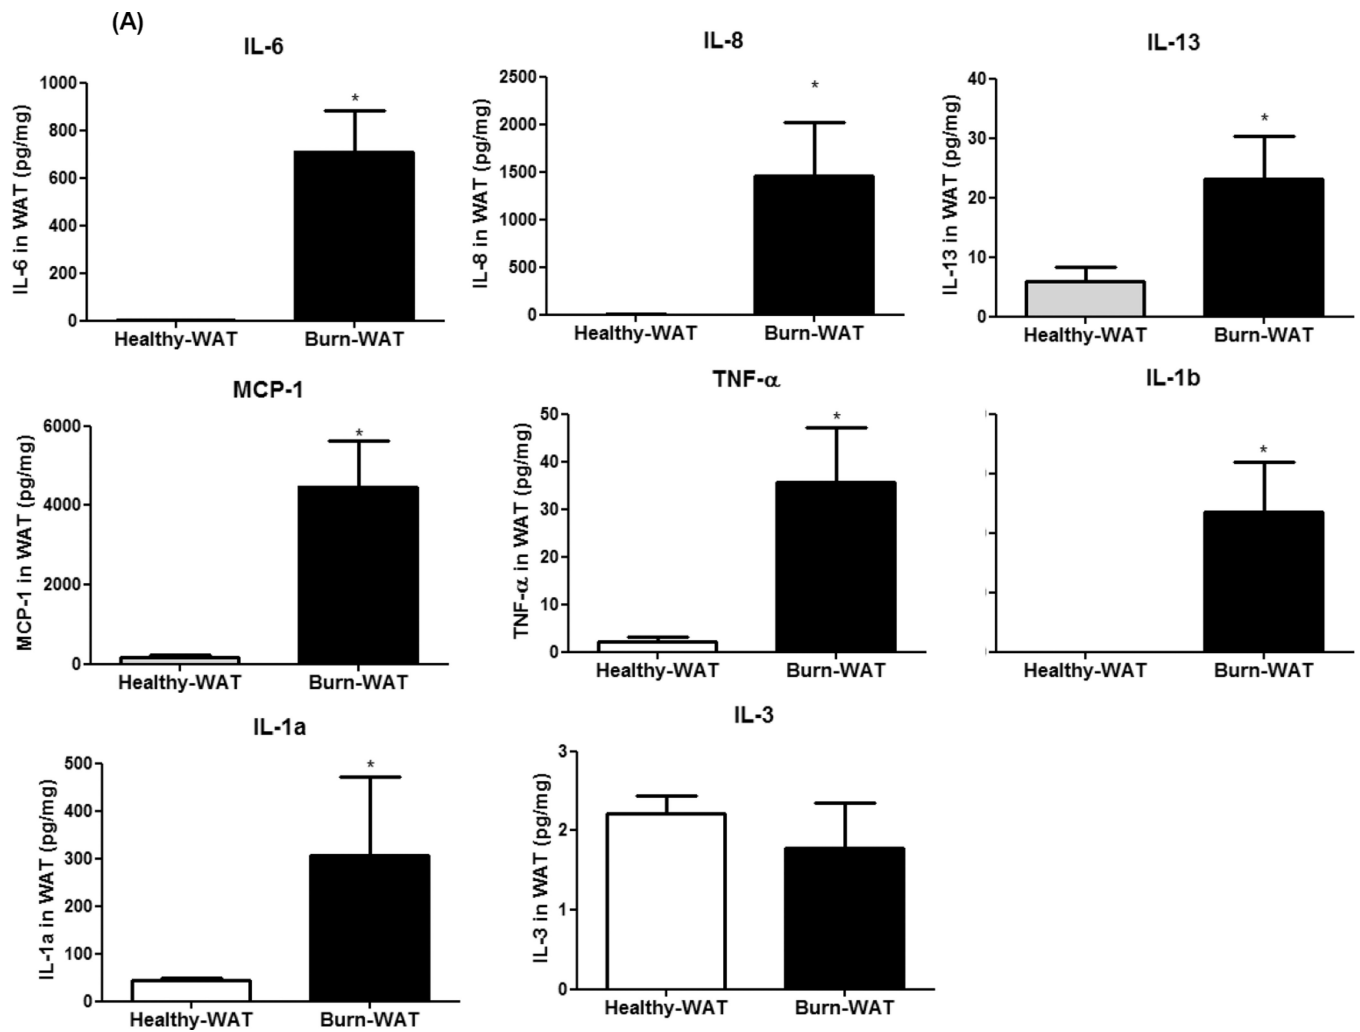 (A)
IL-6
IL-6 in WAT (pg/mg)
1000
800
600
400
200
0
Healthy-WAT Burn-WAT
*
IL-8
IL-8 in WAT (pg/mg)
2500
2000
1500
1000
500
0
Healthy-WAT Burn-WAT
*
IL-13
IL-13 in WAT (pg/mg)
40
30
20
10
0
Healthy-WAT Burn-WAT
*
MCP-1
MCP-1 in WAT (pg/mg)
6000
4000
2000
0
Healthy-WAT Burn-WAT
*
TNF-α
TNF-α in WAT (pg/mg)
50
40
30
20
10
0
Healthy-WAT Burn-WAT
*
IL-1b
Healthy-WAT Burn-WAT
*
IL-1a
IL-1a in WAT (pg/mg)
500
400
300
200
100
0
Healthy-WAT Burn-WAT
*
IL-3
IL-3 in WAT (pg/mg)
3
2
1
0
Healthy-WAT Burn-WAT